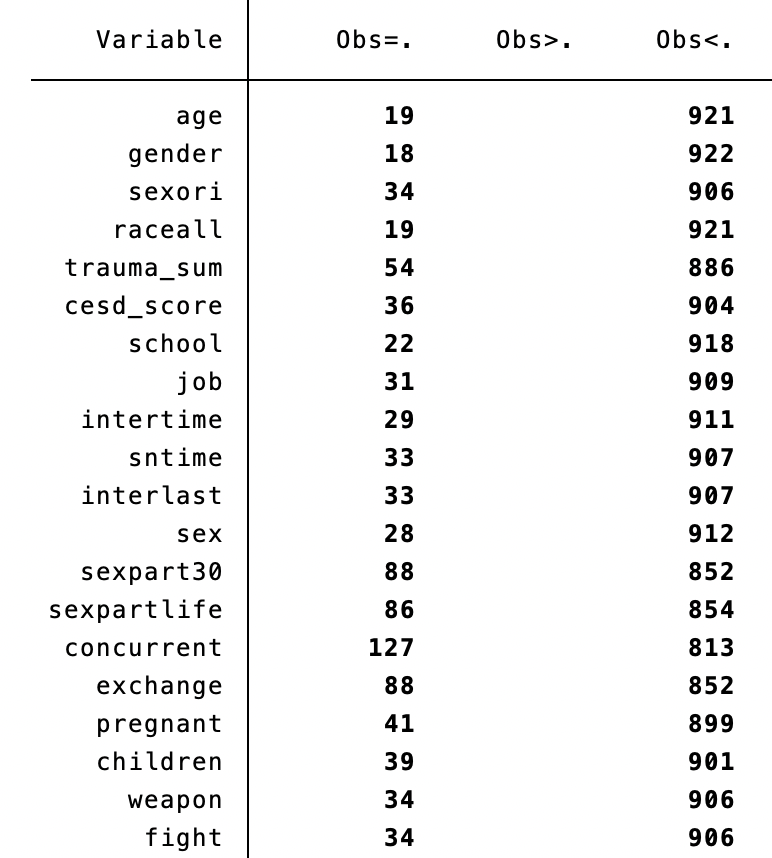 Variable Obs=. Obs>. Obs<.
age 19 921
gender 18 922
sexori 34 906
raceall 19 921
trauma_sum 54 886
cesd_score 36 904
school 22 918
job 31 909
intertime 29 911
sntime 33 907
interlast 33 907
sex 28 912
sexpart30 88 852
sexpartlife 86 854
concurrent 127 813
exchange 88 852
pregnant 41 899
children 39 901
weapon 34 906
fight 34 906